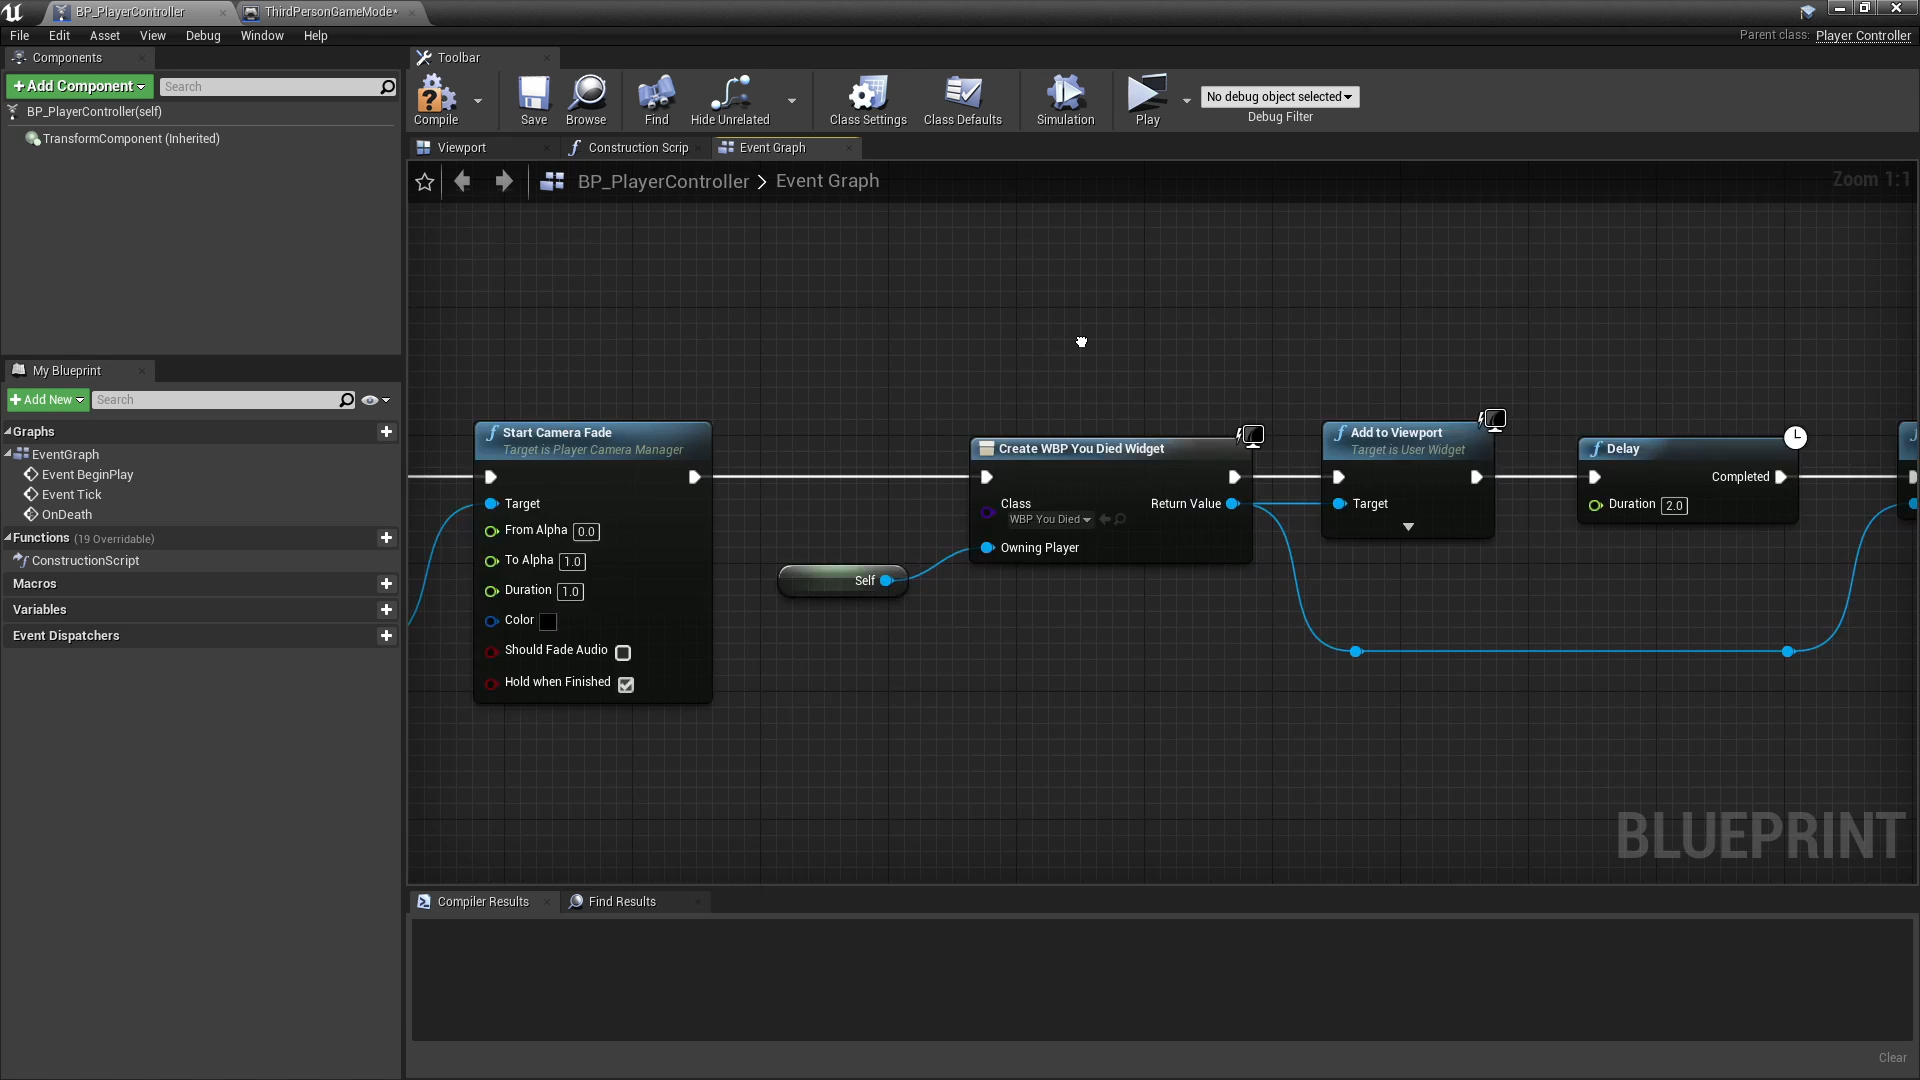 BP_PlayerController
ThirdPersonGameMode*
File Edit Asset View Debug Window Help
Parent class: Player Controller
Components
Toolbar
+Add Component
Search
BP_PlayerController(self)
TransformComponent (Inherited)
Compile
Save
Browse
Find
Hide Unrelated
Class Settings
Class Defaults
Simulation
Play
No debug object selected
Debug Filter
Viewport
Construction Scrip
Event Graph
BP_PlayerController > Event Graph
Zoom 1:1
My Blueprint
+Add New
Search
Graphs
EventGraph
Event BeginPlay
Event Tick
OnDeath
Functions (19 Overridable)
ConstructionScript
Macros
Variables
Event Dispatchers
Start Camera Fade
Target is Player Camera Manager
Target
From Alpha 0.0
To Alpha 1.0
Duration 1.0
Color
Should Fade Audio
Hold when Finished
Self
Create WBP You Died Widget
Class
WBP You Died
Return Value
Owning Player
Add to Viewport
Target is User Widget
Target
Delay
Completed
Duration 2.0
BLUEPRINT
Compiler Results
Find Results
Clear